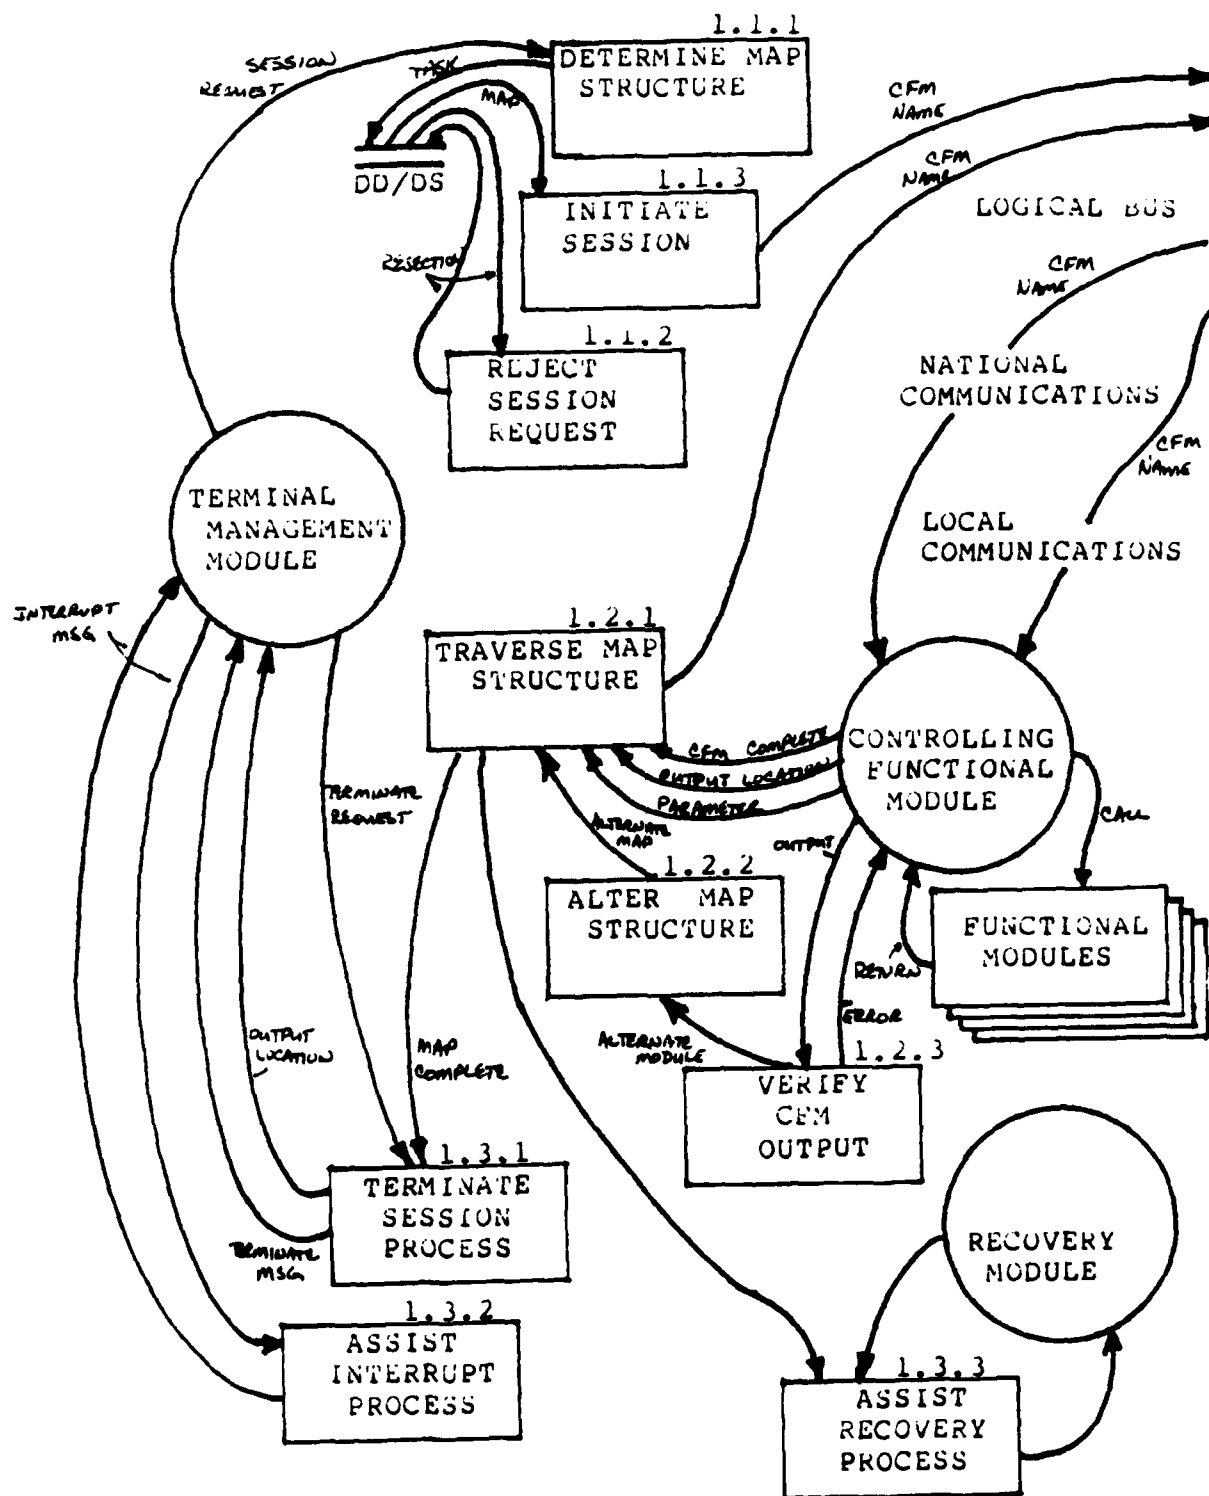 1.1.1
DETERMINE MAP
STRUCTURE
SESSION
REQUEST
TASK
MAP
DD/DS
1.1.3
INITIATE
SESSION
CFM
NAME
CFM
NAME
LOGICAL BUS
REJECTION
1.1.2
REJECT
SESSION
REQUEST
CFM
NAME
NATIONAL
COMMUNICATIONS
CFM
NAME
TERMINAL
MANAGEMENT
MODULE
LOCAL
COMMUNICATIONS
INTERRUPT
MSG
1.2.1
TRAVERSE MAP
STRUCTURE
CFM COMPLETE
OUTPUT LOCATION
PARAMETER
CONTROLLING
FUNCTIONAL
MODULE
TERMINATE
REQUEST
ALTERNATE
MAP
OUTPUT
CALL
1.2.2
ALTER MAP
STRUCTURE
FUNCTIONAL
MODULES
RENRN
ERROR
ALTERNATE
MODULE
1.2.3
VERIFY
CFM
OUTPUT
OUTPUT
LOCATION
MAP
COMPLETE
1.3.1
TERMINATE
SESSION
PROCESS
TERMINATE
MSG
RECOVERY
MODULE
1.3.2
ASSIST
INTERRUPT
PROCESS
1.3.3
ASSIST
RECOVERY
PROCESS